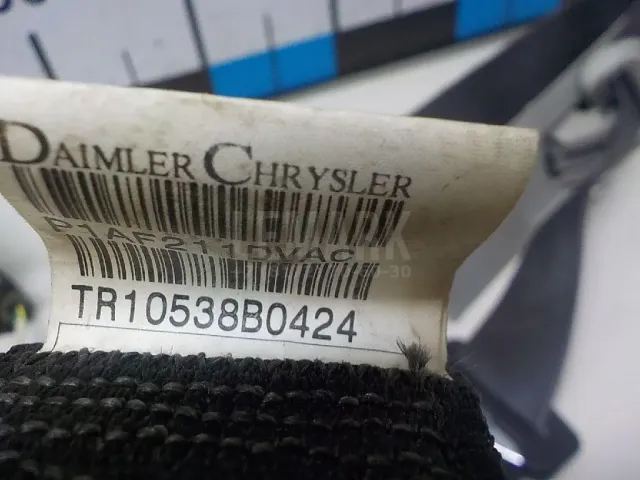 DAIMLER CHRYSLER
P1AF211DVAC
TR10538B0424